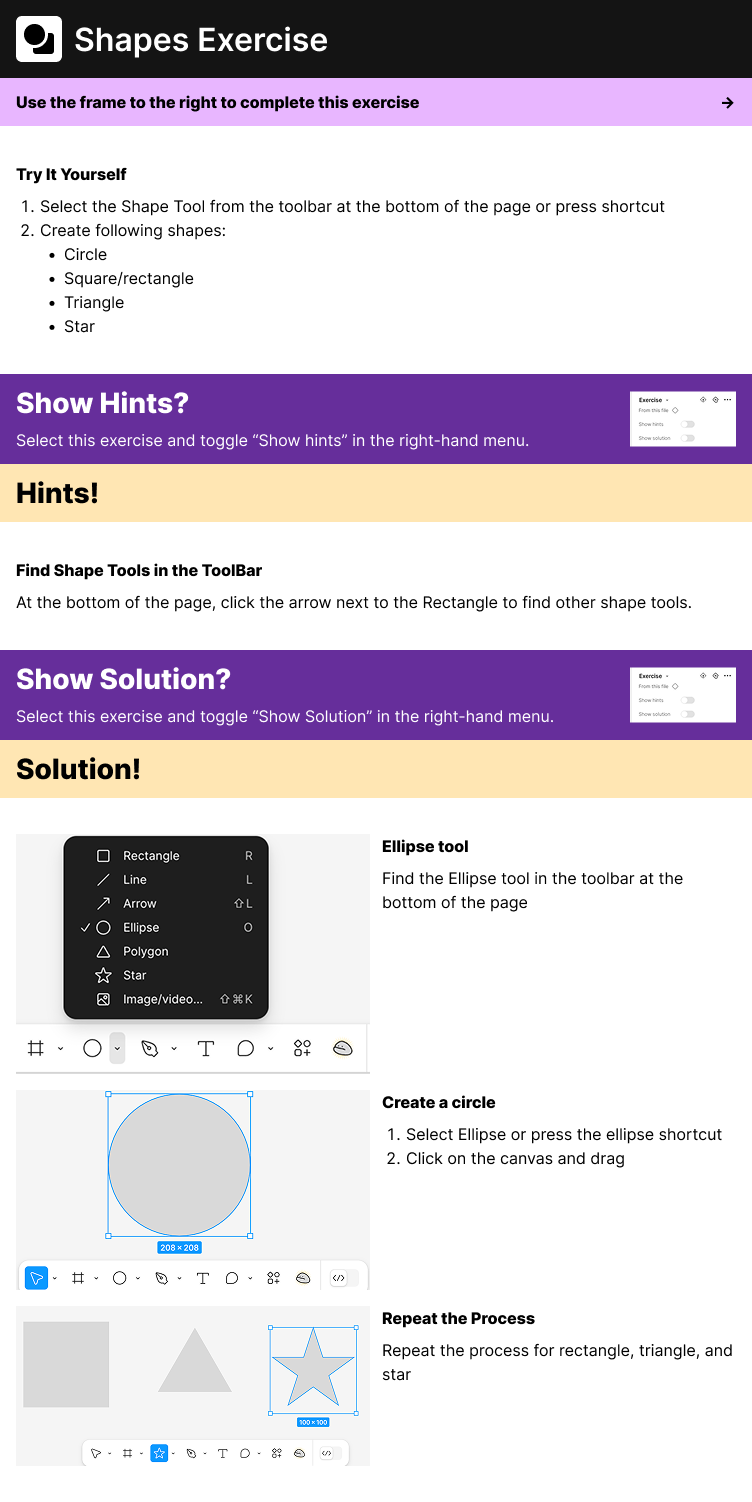 Shapes Exercise
Use the frame to the right to complete this exercise →
Try It Yourself
1. Select the Shape Tool from the toolbar at the bottom of the page or press shortcut
2. Create following shapes:
• Circle
• Square/rectangle
• Triangle
• Star
Show Hints?
Select this exercise and toggle “Show hints” in the right-hand menu.
Exercise
From this file
Show hints
Show solution
Hints!
Find Shape Tools in the ToolBar
At the bottom of the page, click the arrow next to the Rectangle to find other shape tools.
Show Solution?
Select this exercise and toggle “Show Solution” in the right-hand menu.
Exercise
From this file
Show hints
Show solution
Solution!
Rectangle R
Line L
Arrow ⇧L
Ellipse O
Polygon
Star
Image/video... ⇧⌘K
Ellipse tool
Find the Ellipse tool in the toolbar at the
bottom of the page
208 × 208
Create a circle
1. Select Ellipse or press the ellipse shortcut
2. Click on the canvas and drag
100 × 100
Repeat the Process
Repeat the process for rectangle, triangle, and
star